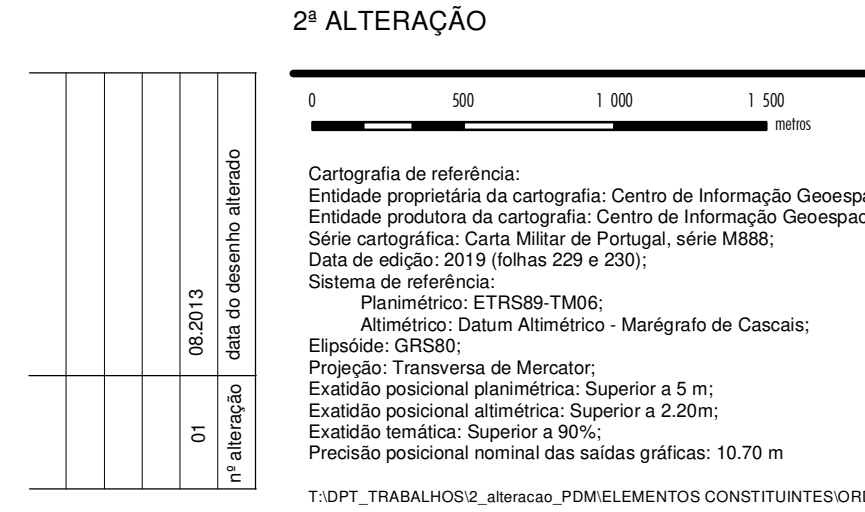 2ª ALTERAÇÃO
0 500 1 000 1 500
metros
Cartografia de referência:
Entidade proprietária da cartografia: Centro de Informação
Entidade produtora da cartografia: Centro de Informação
Série cartográfica: Carta Militar de Portugal, série M888;
Data de edição: 2019 (folhas 229 e 230);
Sistema de referência:
Planimétrico: ETRS89-TM06;
Altimétrico: Datum Altimétrico - Marégrafo de Cascais;
Elipsóide: GRS80;
Projeção: Transversa de Mercator;
Exatidão posicional planimétrica: Superior a 5 m;
Exatidão posicional altimétrica: Superior a 2.20m;
Exatidão temática: Superior a 90%;
Precisão posicional nominal das saídas gráficas: 10.70 m
T:\DPT_TRABALHOS\2_alteracao_PDM\ELEMENTOS CONSTITUINTES\
01 08.2013
nº alteração data do desenho alterado